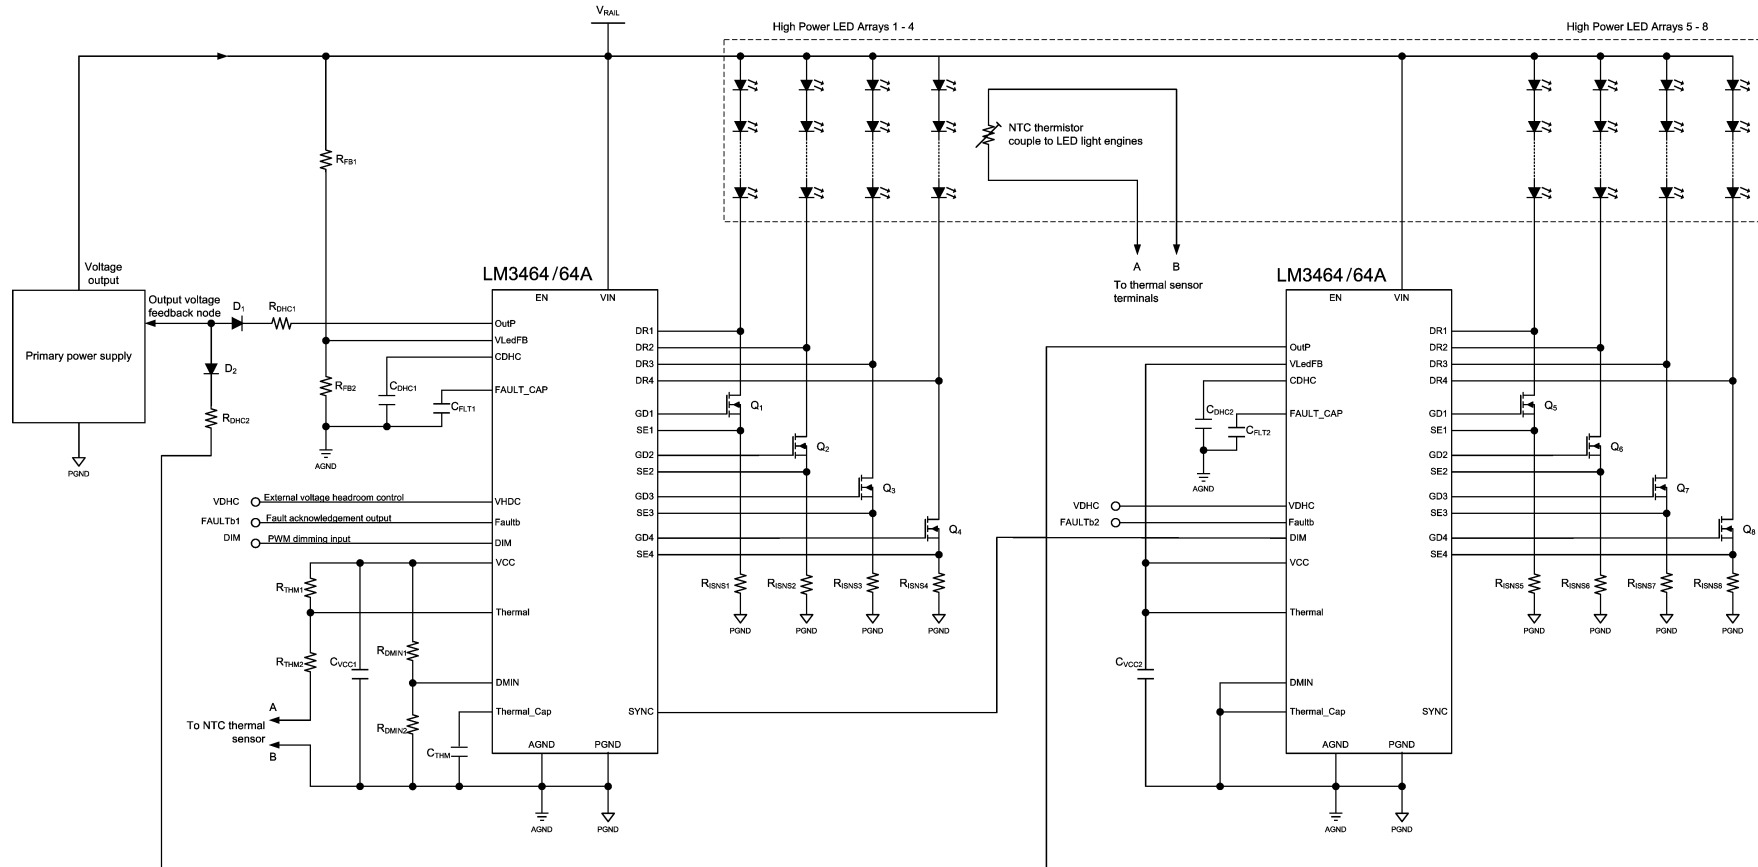 VRAIL
High Power LED Arrays 1 - 4
High Power LED Arrays 5 - 8
NTC thermistor
couple to LED light engines
RFB1
A
B
To thermal sensor
terminals
Voltage
output
Output voltage
feedback node
Primary power supply
PGND
D1
RDHC1
D2
RDHC2
RFB2
CDHC1
CFLT1
AGND
LM3464/64A
EN
VIN
OutP
VLedFB
CDHC
FAULT_CAP
VHDC
Faultb
DIM
VCC
Thermal
DMIN
Thermal_Cap
AGND
PGND
DR1
DR2
DR3
DR4
GD1
SE1
GD2
SE2
GD3
SE3
GD4
SE4
SYNC
Q1
Q2
Q3
Q4
RISNS1
RISNS2
RISNS3
RISNS4
PGND
PGND
PGND
PGND
VDHC
External voltage headroom control
FAULTb1
Fault acknowledgement output
DIM
PWM dimming input
RTHM1
RTHM2
CVCC1
RDMIN1
RDMIN2
CTHM
A
To NTC thermal
sensor
B
AGND
PGND
LM3464/64A
EN
VIN
OutP
VLedFB
CDHC
FAULT_CAP
VDHC
Faultb
DIM
VCC
Thermal
DMIN
Thermal_Cap
AGND
PGND
DR1
DR2
DR3
DR4
GD1
SE1
GD2
SE2
GD3
SE3
GD4
SE4
SYNC
CDHC2
CFLT2
AGND
VDHC
FAULTb2
CVCC2
Q5
Q6
Q7
Q8
RISNS5
RISNS6
RISNS7
RISNS8
PGND
PGND
PGND
PGND
AGND
PGND